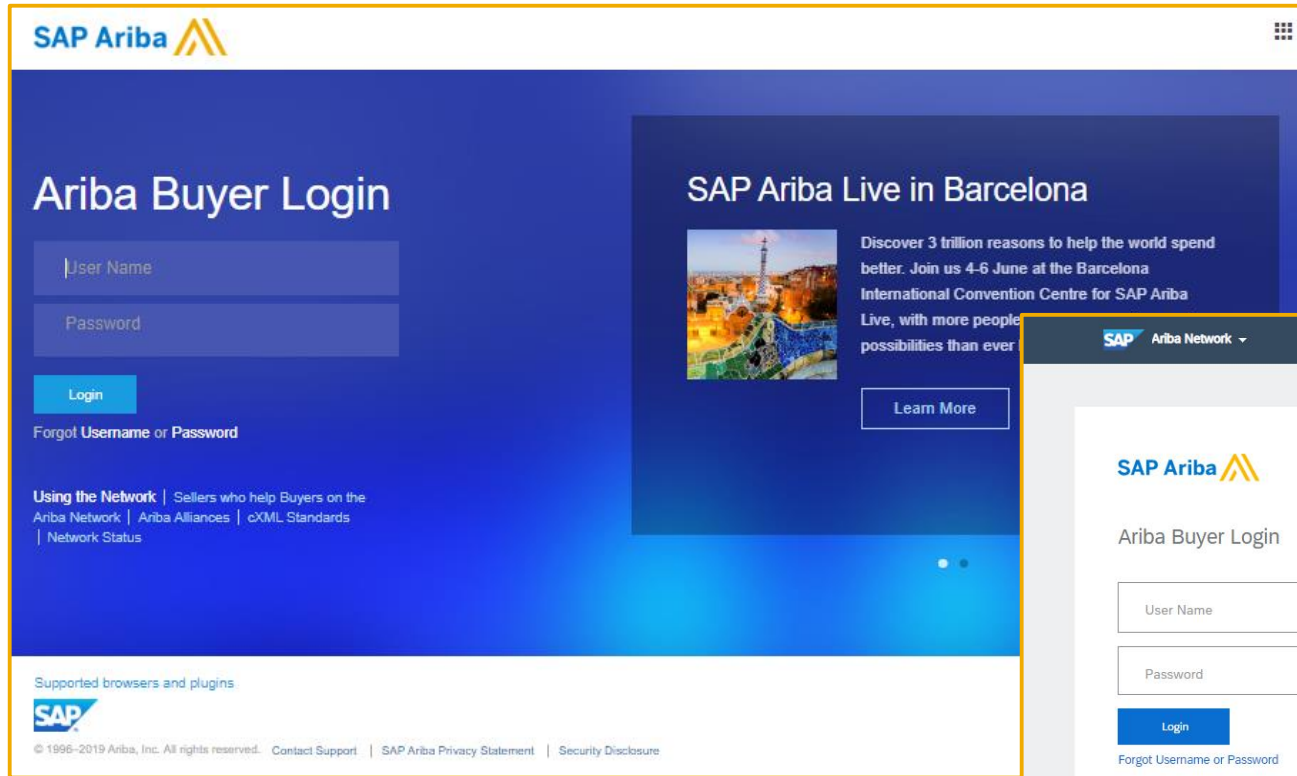 SAP Ariba
Ariba Buyer Login
User Name
Password
Login
Forgot Username or Password
Using the Network | Sellers who help Buyers on the
Ariba Network | Ariba Alliances | cXML Standards
| Network Status
SAP Ariba Live in Barcelona
Discover 3 trillion reasons to help the world spend
better. Join us 4-6 June at the Barcelona
International Convention Centre for SAP Ariba
Live, with more people
possibilities than ever
Learn More
Supported browsers and plugins
SAP
© 1996–2019 Ariba, Inc. All rights reserved. Contact Support | SAP Ariba Privacy Statement | Security Disclosure
SAP Ariba Network
SAP Ariba
Ariba Buyer Login
User Name
Password
Login
Forgot Username or Password